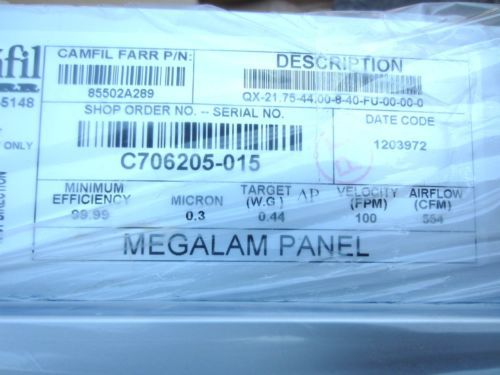 CAMFIL FARR P/N:
85502A289
DESCRIPTION
QX-21.75-44.00-8-40-FU-00-00-0
-5148
SHOP ORDER NO. -- SERIAL NO.
C706205-015
DATE CODE
1203972
ONLY
MINIMUM EFFICIENCY
99.99
MICRON
0.3
TARGET (W.G.)
0.44
ΔP
VELOCITY (FPM)
100
AIRFLOW (CFM)
564
MEGALAM PANEL